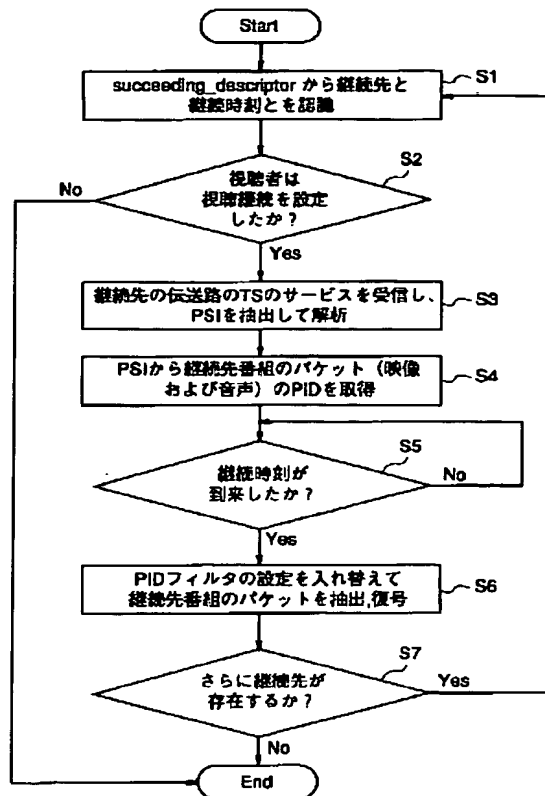 Start
succeeding_descriptor から継続先と
継続時刻とを認識
S1
視聴者は
視聴継続を設定
したか？
S2
No
Yes
継続先の伝送路のTSのサービスを受信し、
PSIを抽出して解析
S3
PSIから継続先番組のパケット（映像
および音声）のPIDを取得
S4
継続時刻が
到来したか？
S5
No
Yes
PIDフィルタの設定を入れ替えて
継続先番組のパケットを抽出,復号
S6
さらに継続先が
存在するか？
S7
Yes
No
End